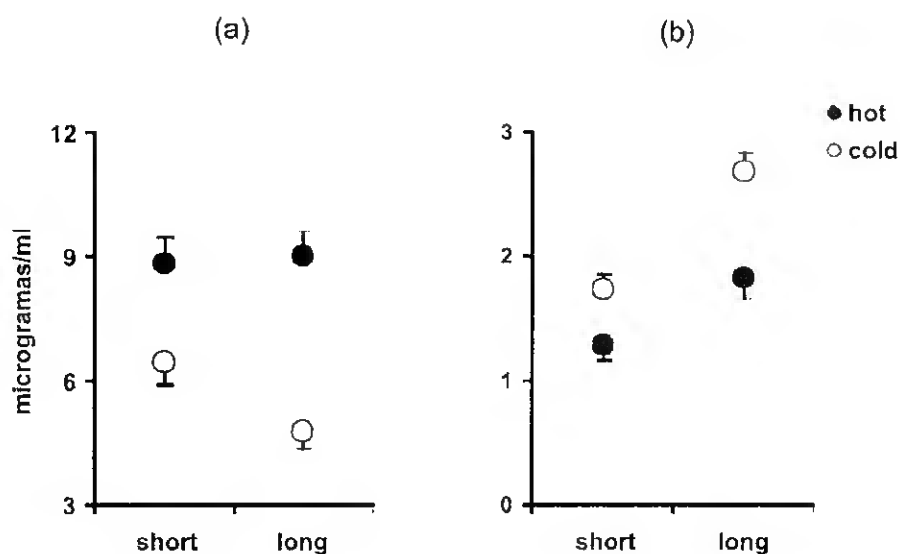 (a)
(b)
12
9
6
3
microgramas/ml
short
long
3
2
1
0
short
long
hot
cold